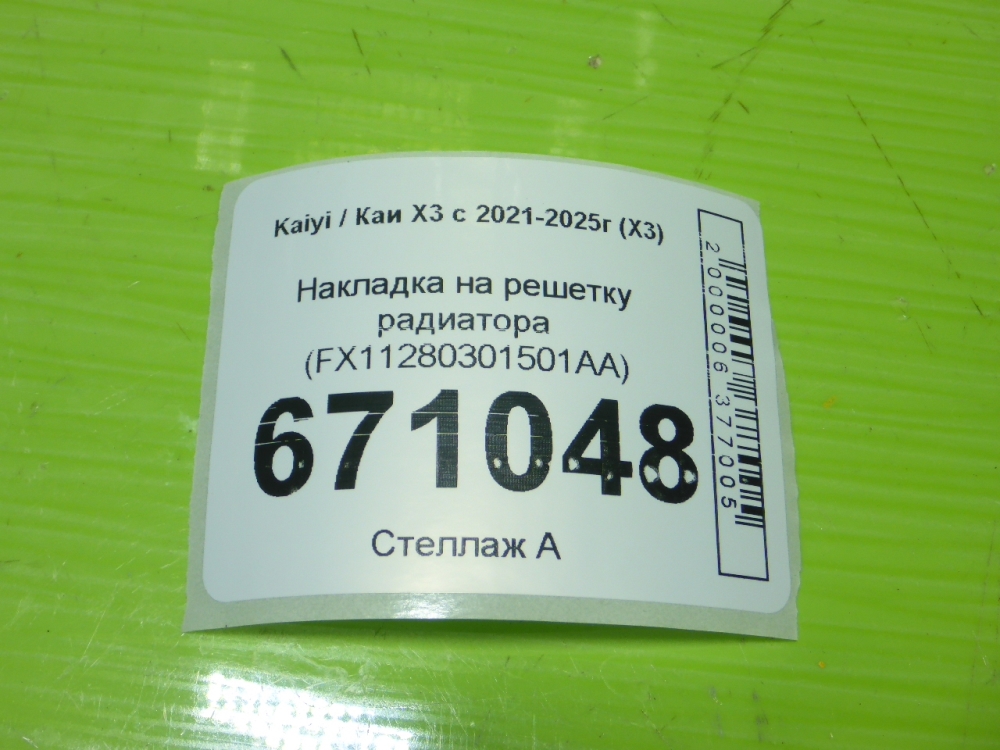 Kaiyi / Каи X3 с 2021-2025г (X3)
Накладка на решетку
радиатора
(FX11280301501AA)
671048
Стеллаж А
2000006377005